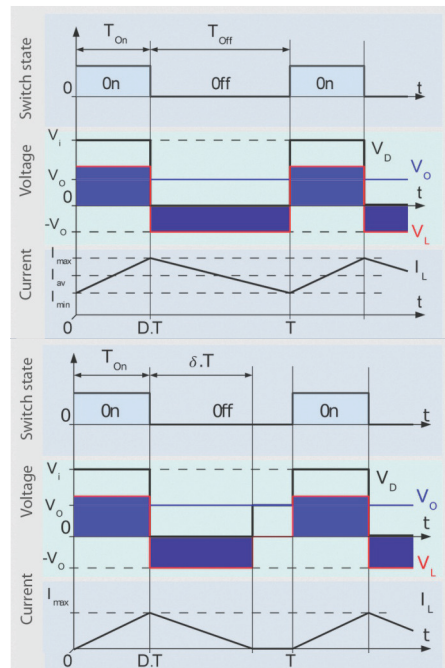 T_On T_Off
Switch state
0 On Off On t
Voltage
V_i
V_D
V_O V_O
0 t
-V_O V_L
Current
I_max
I_av I_L
I_min
t
0 D.T T
T_On δ.T
Switch state
0 On Off On t
Voltage
V_i
V_D
V_O V_O
0 t
-V_O V_L
Current
I_max I_L
t
0 D.T T